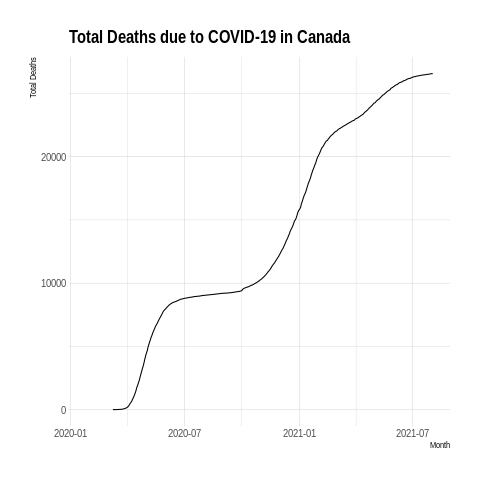 Total Deaths due to COVID-19 in Canada
Total Deaths
20000
10000
0
2020-01 2020-07 2021-01 2021-07
Month